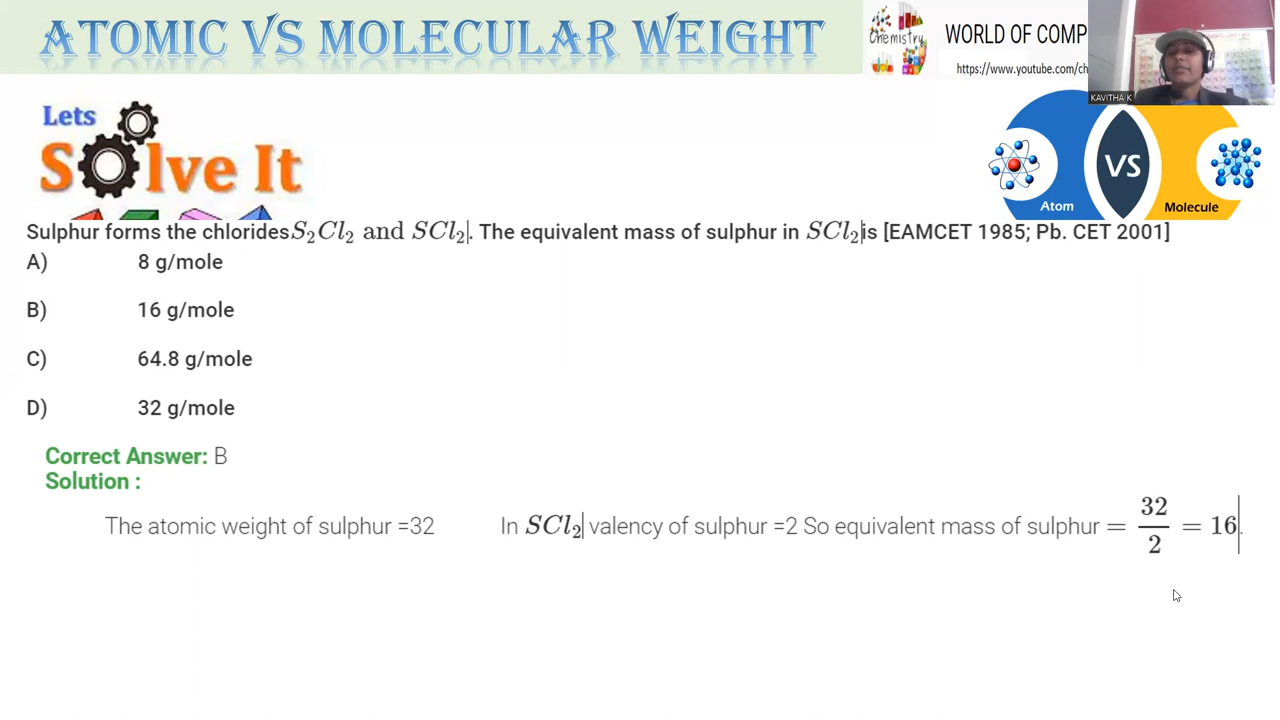 ATOMIC VS MOLECULAR WEIGHT
Chemistry
WORLD OF COMP
https://www.youtube.com/ch
KAVITHA K
Lets
Solve It
VS
Atom
Molecule
Sulphur forms the chlorides S₂Cl₂ and SCl₂|. The equivalent mass of sulphur in SCl₂|is [EAMCET 1985; Pb. CET 2001]
A) 8 g/mole
B) 16 g/mole
C) 64.8 g/mole
D) 32 g/mole
Correct Answer: B
Solution :
The atomic weight of sulphur =32 In SCl₂| valency of sulphur =2 So equivalent mass of sulphur = 32/2 = 16|.